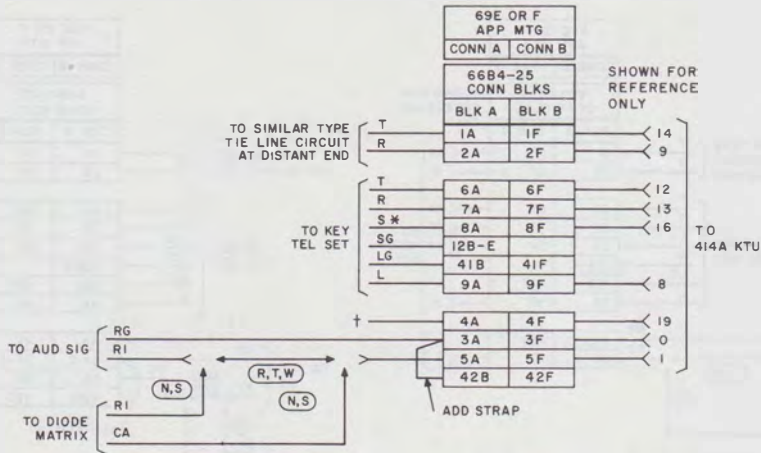 69E OR F
APP MTG
CONN A CONN B
66B4-25
CONN BLKS
BLK A BLK B
SHOWN FOR
REFERENCE
ONLY
TO SIMILAR TYPE
TIE LINE CIRCUIT
AT DISTANT END
T 1A 1F 14
R 2A 2F 9
TO KEY
TEL SET
T 6A 6F 12
R 7A 7F 13
S* 8A 8F 16
SG 12B-E
LG 41B 41F
L 9A 9F 8
TO
414A KTU
† 4A 4F 19
TO AUD SIG
RG 3A 3F 0
R1 5A 5F 1
42B 42F
R,T,W
N,S
N,S
ADD STRAP
TO DIODE
MATRIX
R1
CA